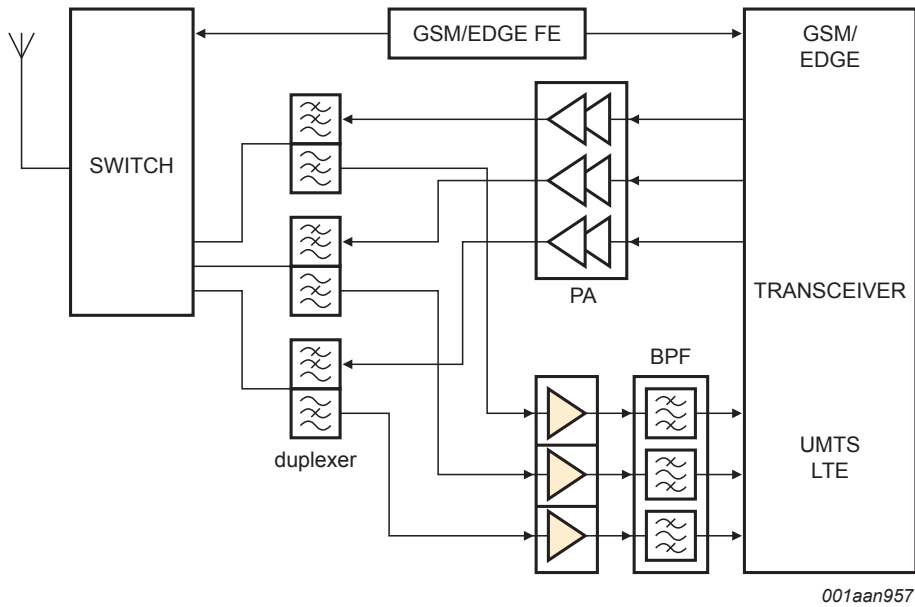 GSM/EDGE FE
GSM/
EDGE
SWITCH
PA
TRANSCEIVER
BPF
UMTS
LTE
duplexer
001aan957